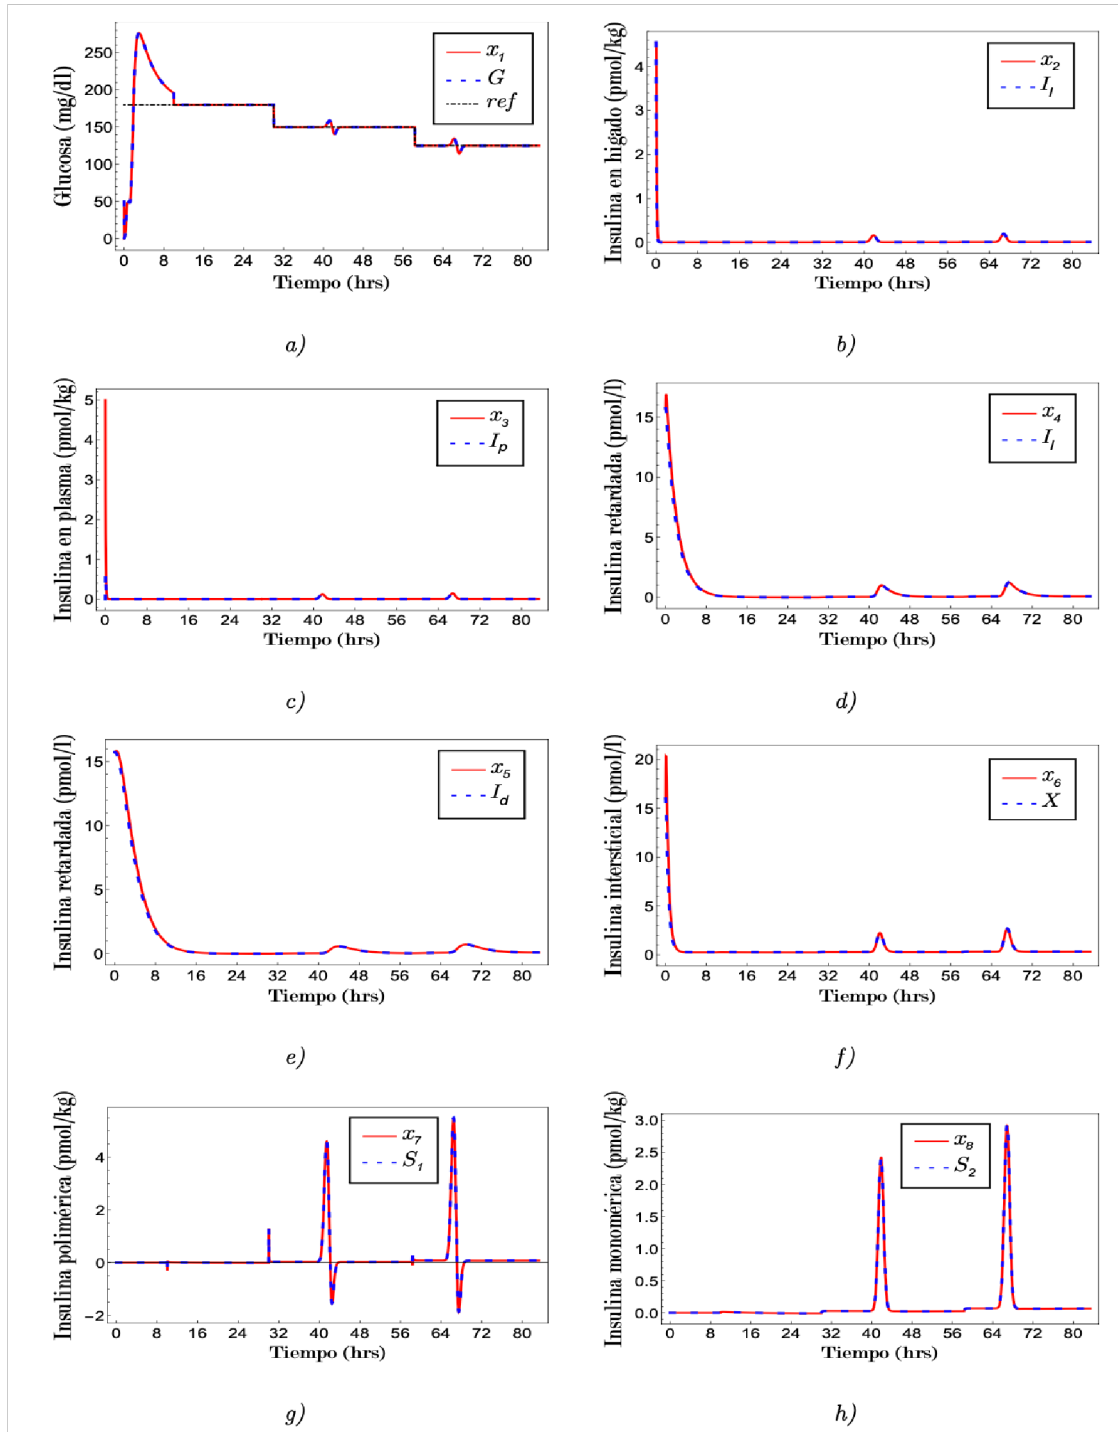 Glucosa (mg/dl)
250
200
150
100
50
0
x1
G
ref
0 8 16 24 32 40 48 56 64 72 80
Tiempo (hrs)
a)
Insulina en higado (pmol/kg)
4
3
2
1
0
x2
Il
0 8 16 24 32 40 48 56 64 72 80
Tiempo (hrs)
b)
Insulina en plasma (pmol/kg)
5
4
3
2
1
0
x3
Ip
0 8 16 24 32 40 48 56 64 72 80
Tiempo (hrs)
c)
Insulina retardada (pmol/l)
15
10
5
0
x4
Il
0 8 16 24 32 40 48 56 64 72 80
Tiempo (hrs)
d)
Insulina retardada (pmol/l)
15
10
5
0
x5
Id
0 8 16 24 32 40 48 56 64 72 80
Tiempo (hrs)
e)
Insulina intersticial (pmol/l)
20
15
10
5
0
x6
X
0 8 16 24 32 40 48 56 64 72 80
Tiempo (hrs)
f)
Insulina polimérica (pmol/kg)
4
2
0
−2
x7
S1
0 8 16 24 32 40 48 56 64 72 80
Tiempo (hrs)
g)
Insulina monomérica (pmol/kg)
3.0
2.5
2.0
1.5
1.0
0.5
0.0
x8
S2
0 8 16 24 32 40 48 56 64 72 80
Tiempo (hrs)
h)